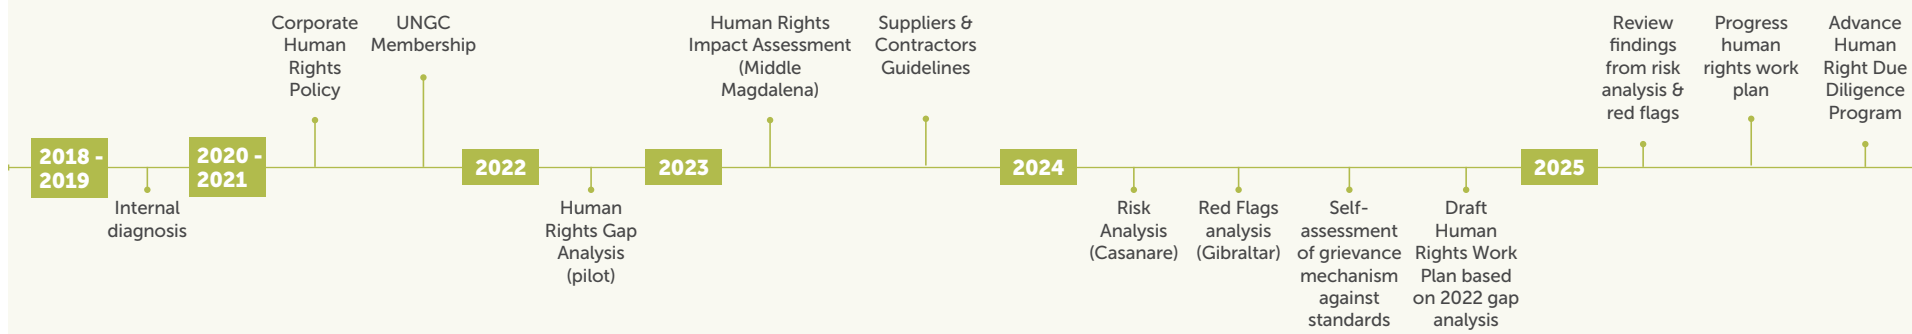 2018 -
2019
Internal
diagnosis
2020 -
2021
Corporate
Human
Rights
Policy
UNGC
Membership
2022
Human
Rights Gap
Analysis
(pilot)
2023
Human Rights
Impact Assessment
(Middle
Magdalena)
Suppliers &
Contractors
Guidelines
2024
Risk
Analysis
(Casanare)
Red Flags
analysis
(Gibraltar)
Self-
assessment
of grievance
mechanism
against
standards
Draft
Human
Rights Work
Plan based
on 2022 gap
analysis
2025
Review
findings
from risk
analysis &
red flags
Progress
human
rights work
plan
Advance
Human
Right Due
Diligence
Program